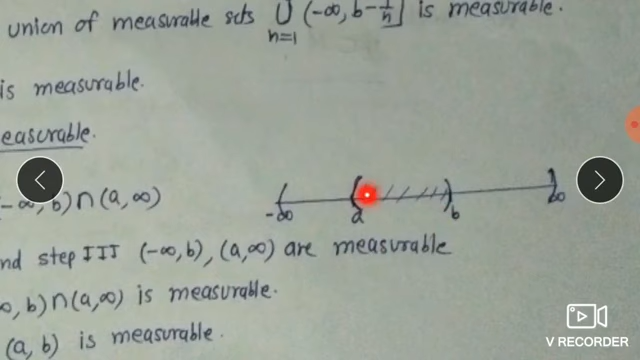 union of measurable sets ∪ n=1 (-∞, b-1/n] is measurable.
is measurable.
easurable.
-∞, b)∩(a,∞)
-∞ a b ∞
nd step III (-∞,b), (a,∞) are measurable
∞, b)∩(a,∞) is measurable.
(a, b) is measurable.
V RECORDER